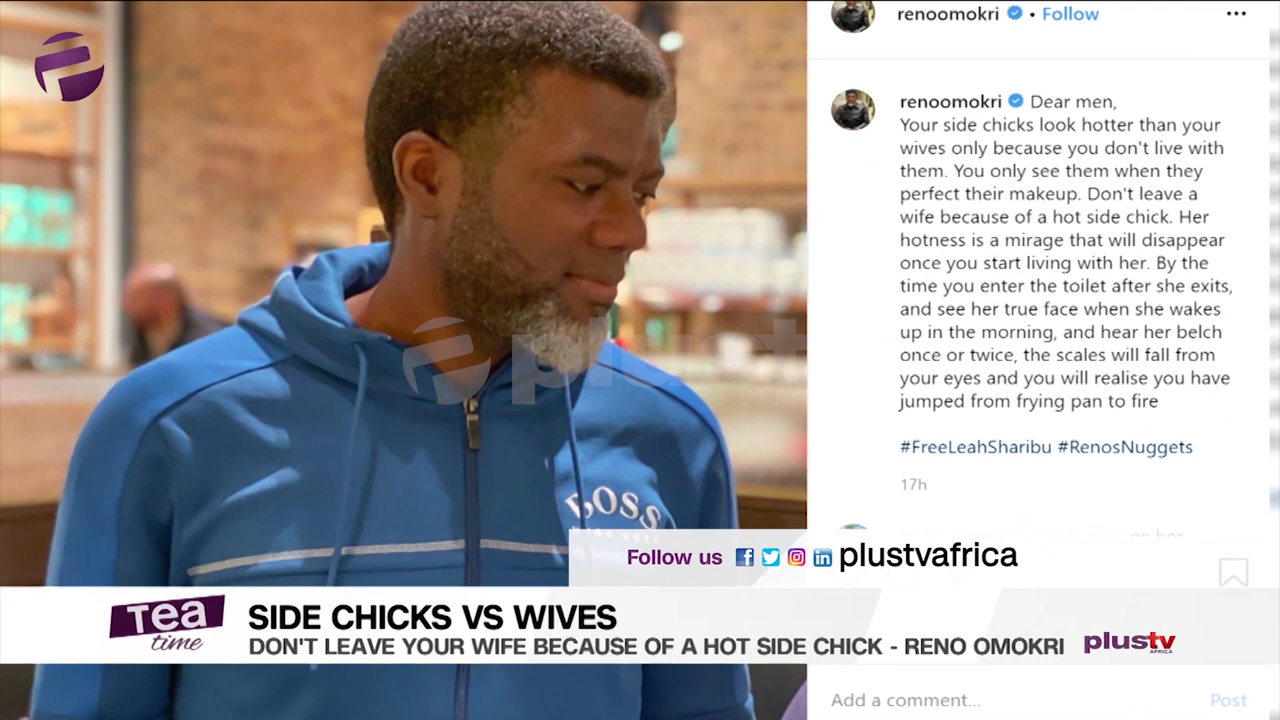 renoomokri • Follow
renoomokri Dear men,
Your side chicks look hotter than your
wives only because you don't live with
them. You only see them when they
perfect their makeup. Don't leave a
wife because of a hot side chick. Her
hotness is a mirage that will disappear
once you start living with her. By the
time you enter the toilet after she exits,
and see her true face when she wakes
up in the morning, and hear her belch
once or twice, the scales will fall from
your eyes and you will realise you have
jumped from frying pan to fire
#FreeLeahSharibu #RenosNuggets
17h
plust
BOSS
Follow us plustvafrica
Tea time
SIDE CHICKS VS WIVES
DON'T LEAVE YOUR WIFE BECAUSE OF A HOT SIDE CHICK - RENO OMOKRI
plustv
AFRICA
Add a comment...
Post